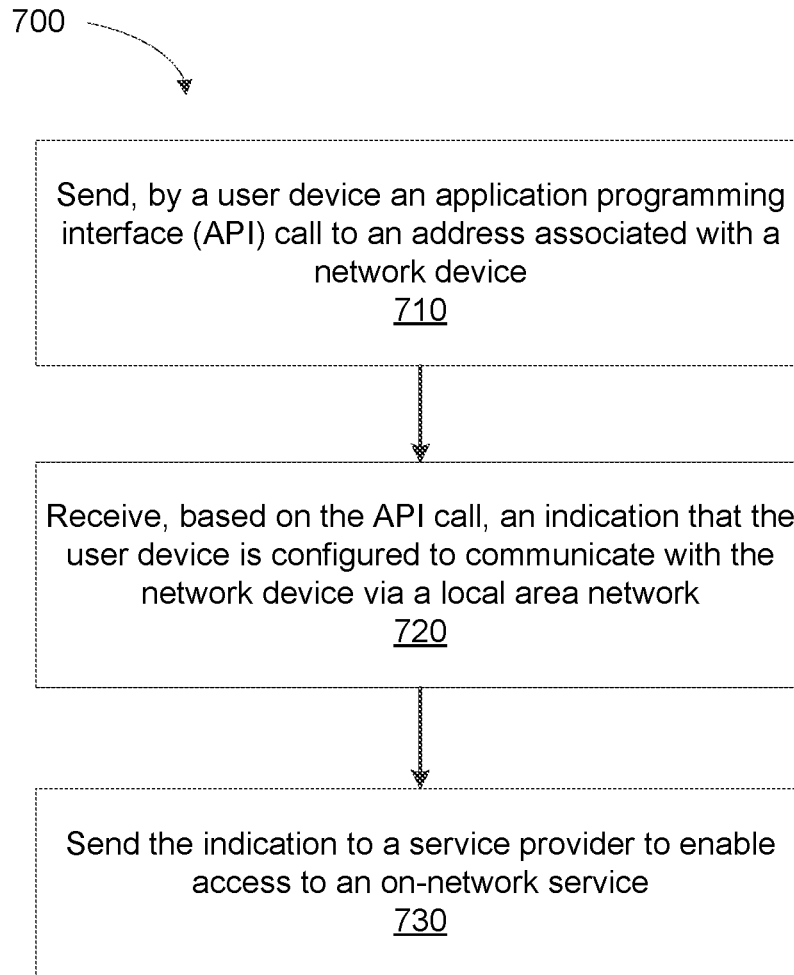 700
Send, by a user device an application programming
interface (API) call to an address associated with a
network device
710
Receive, based on the API call, an indication that the
user device is configured to communicate with the
network device via a local area network
720
Send the indication to a service provider to enable
access to an on-network service
730